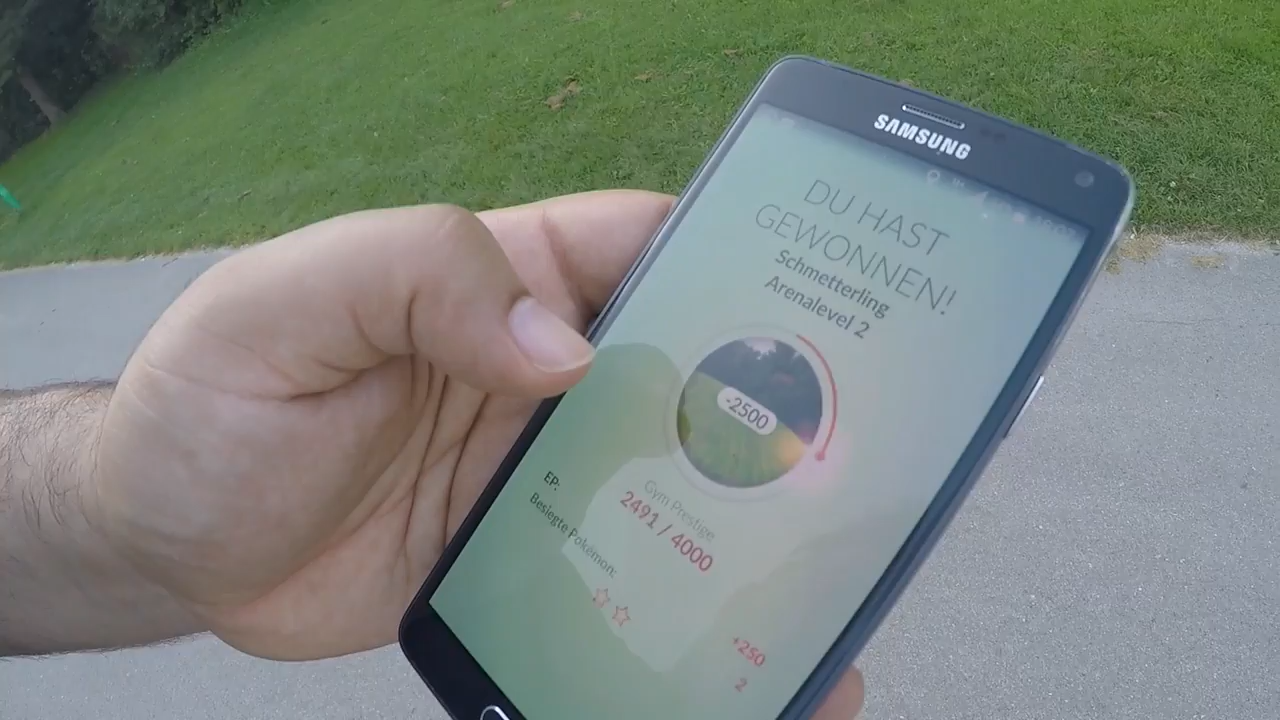 SAMSUNG
DU HAST
GEWONNEN!
Schmetterling
Arenalevel 2
-2500
Gym Prestige
2491 / 4000
EP:
+250
Besiegte Pokémon:
2